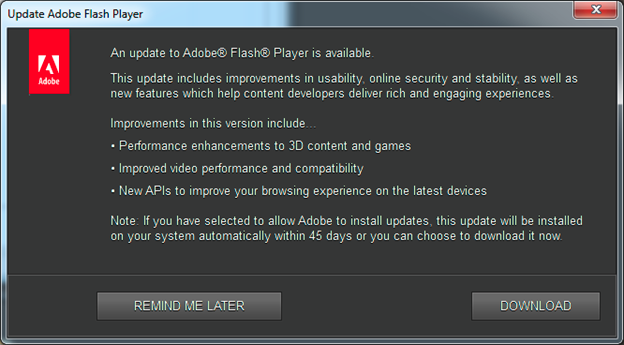 Update Adobe Flash Player
Adobe
An update to Adobe® Flash® Player is available.
This update includes improvements in usability, online security and stability, as well as
new features which help content developers deliver rich and engaging experiences.
Improvements in this version include...
• Performance enhancements to 3D content and games
• Improved video performance and compatibility
• New APIs to improve your browsing experience on the latest devices
Note: If you have selected to allow Adobe to install updates, this update will be installed
on your system automatically within 45 days or you can choose to download it now.
REMIND ME LATER
DOWNLOAD